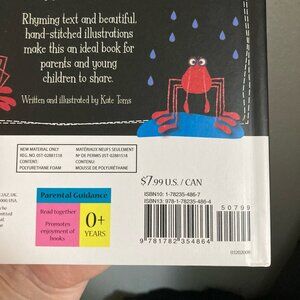 Rhyming text and beautiful,
hand-stitched illustrations
make this an ideal book for
parents and young
children to share.
Written and illustrated by Kate Toms
NEW MATERIAL ONLY
REG. NO. 05T-02881518
CONTENT:
POLYURETHANE FOAM
MATÉRIAUX NEUFS SEULEMENT
Nº DE PERMIS 05T-02881518
CONTENU:
MOUSSE DE POLYURÉTHANE
Parental Guidance
Read together
Promotes
enjoyment of
books
0+
YEARS
$7.99 U.S. / CAN
ISBN10: 1-78235-486-7
ISBN13: 978-1-78235-486-4
50799
9 781782 354864